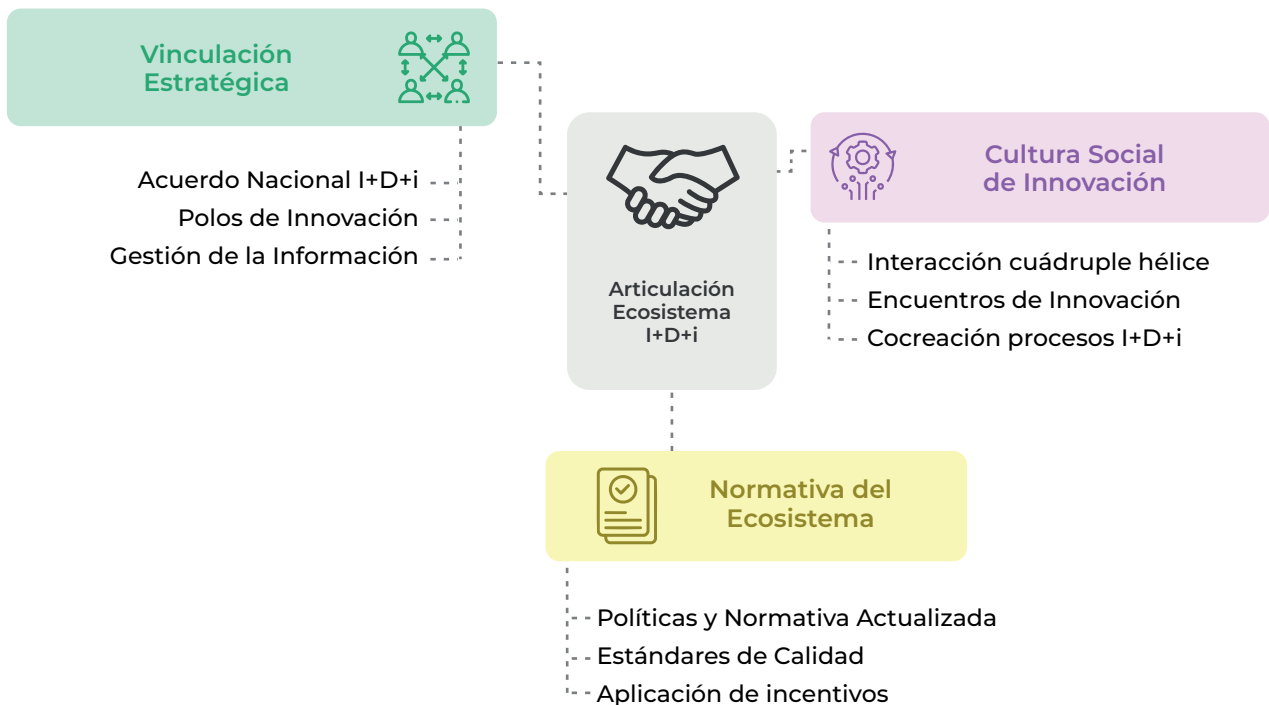 Vinculación
Estratégica
Acuerdo Nacional I+D+i
Polos de Innovación
Gestión de la Información
Articulación
Ecosistema
I+D+i
Cultura Social
de Innovación
Interacción cuádruple hélice
Encuentros de Innovación
Cocreación procesos I+D+i
Normativa del
Ecosistema
Políticas y Normativa Actualizada
Estándares de Calidad
Aplicación de incentivos